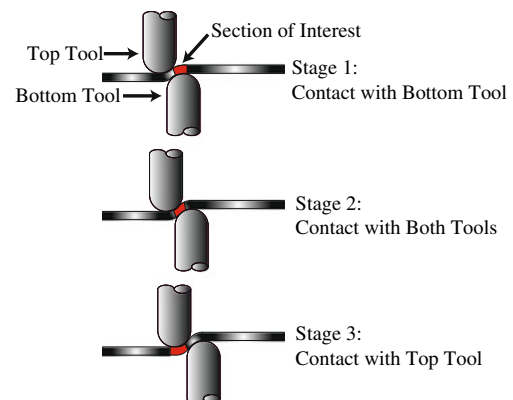 Section of Interest
Top Tool
Stage 1:
Contact with Bottom Tool
Bottom Tool
Stage 2:
Contact with Both Tools
Stage 3:
Contact with Top Tool